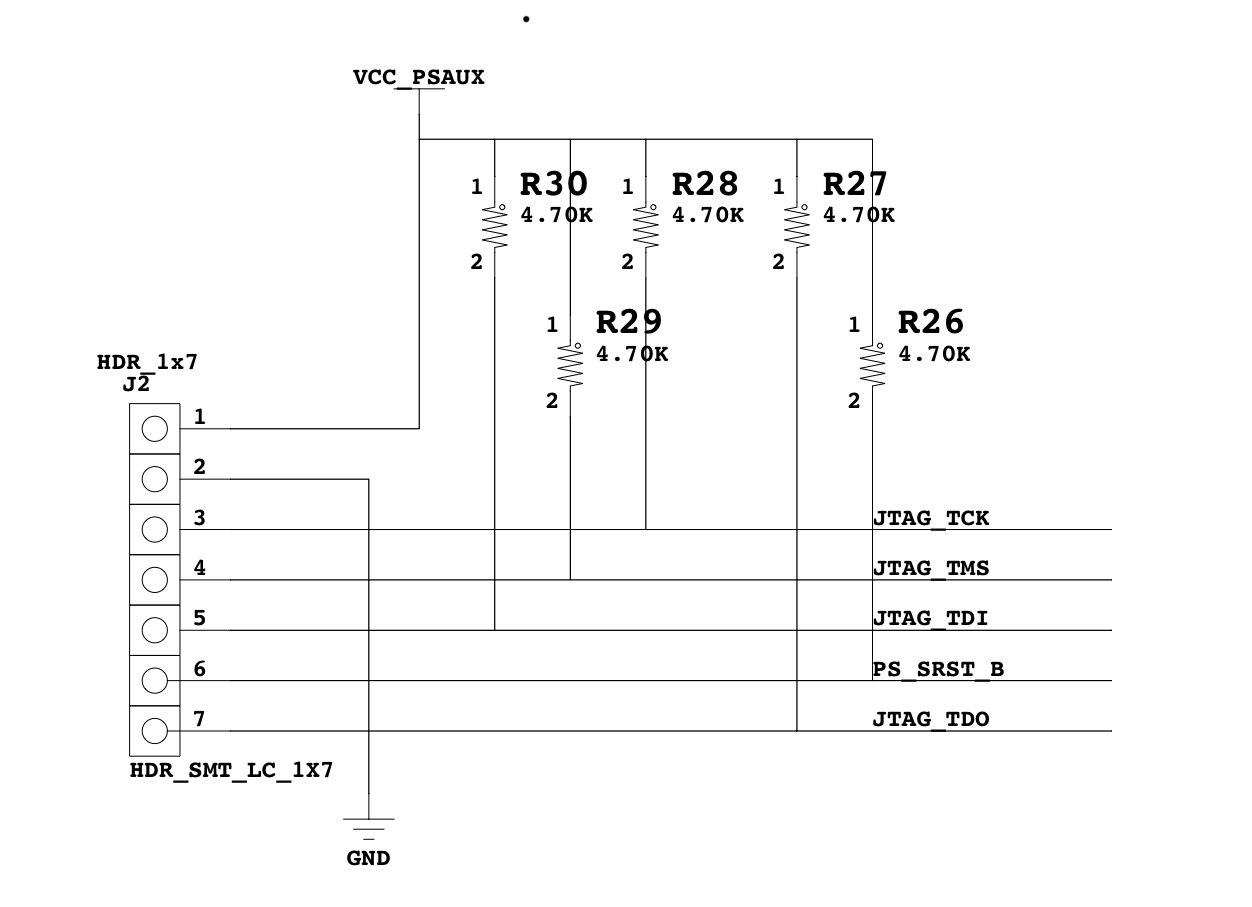 VCC_PSAUX
1 R30 1 R28 1 R27
4.70K 4.70K 4.70K
2 2 2
1 R29 1 R26
4.70K 4.70K
2 2
HDR_1x7
J2
1
2
3 JTAG_TCK
4 JTAG_TMS
5 JTAG_TDI
6 PS_SRST_B
7 JTAG_TDO
HDR_SMT_LC_1X7
GND